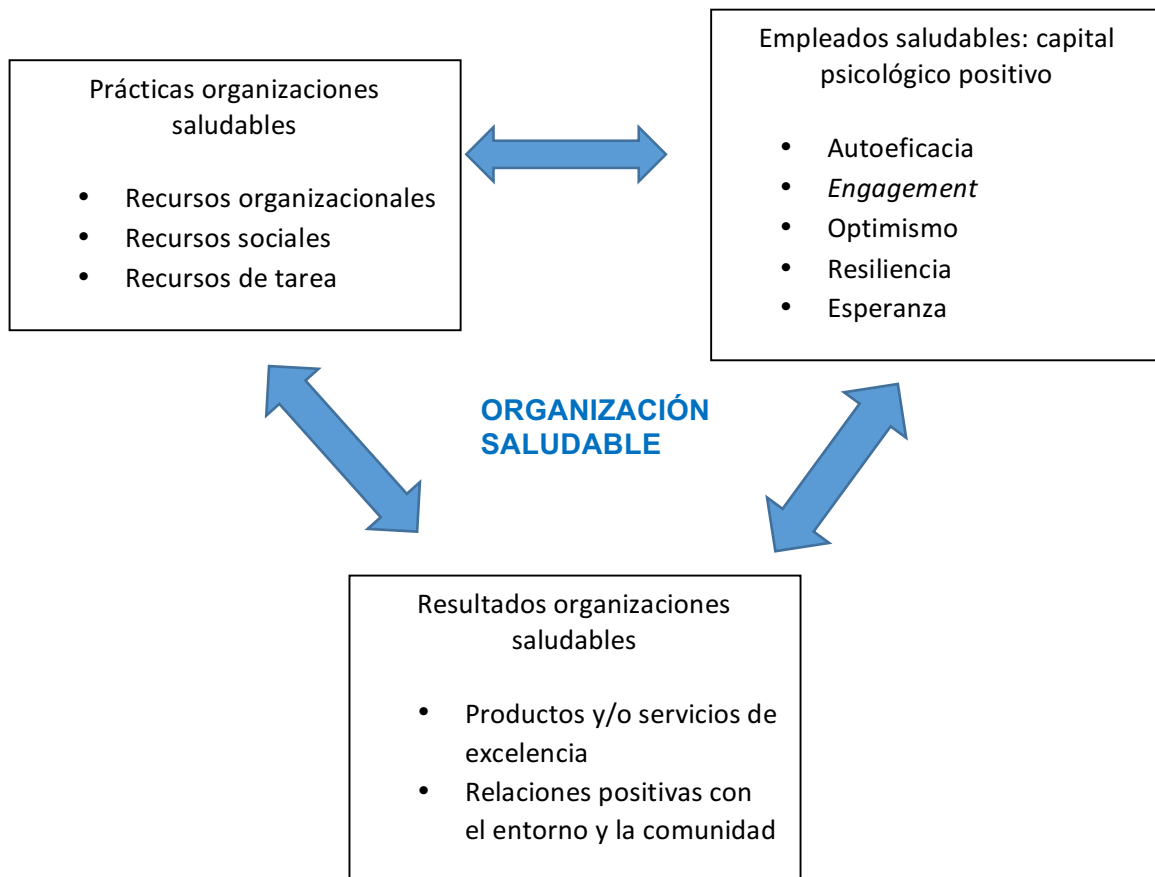 Prácticas organizaciones
saludables
• Recursos organizacionales
• Recursos sociales
• Recursos de tarea
Empleados saludables: capital
psicológico positivo
• Autoeficacia
• Engagement
• Optimismo
• Resiliencia
• Esperanza
ORGANIZACIÓN
SALUDABLE
Resultados organizaciones
saludables
• Productos y/o servicios de
excelencia
• Relaciones positivas con
el entorno y la comunidad